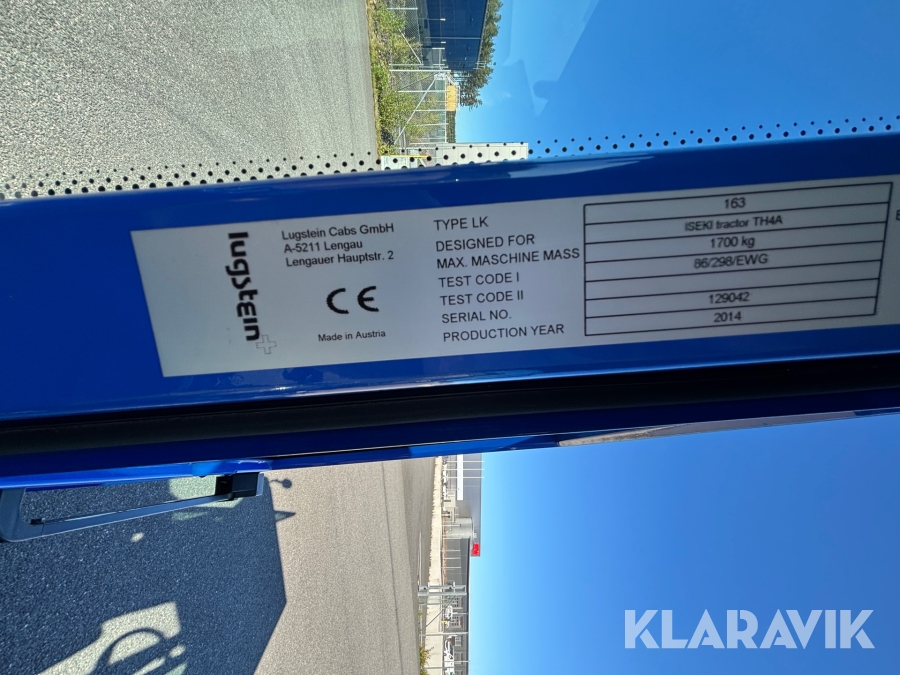 lugstein
Lugstein Cabs GmbH
A-5211 Lengau
Lengauer Hauptstr. 2
CE
Made in Austria
TYPE LK 163
DESIGNED FOR ISEKI tractor TH4A
MAX. MASCHINE MASS 1700 kg
TEST CODE I 86/298/EWG
TEST CODE II
SERIAL NO. 129042
PRODUCTION YEAR 2014
KLARAVIK